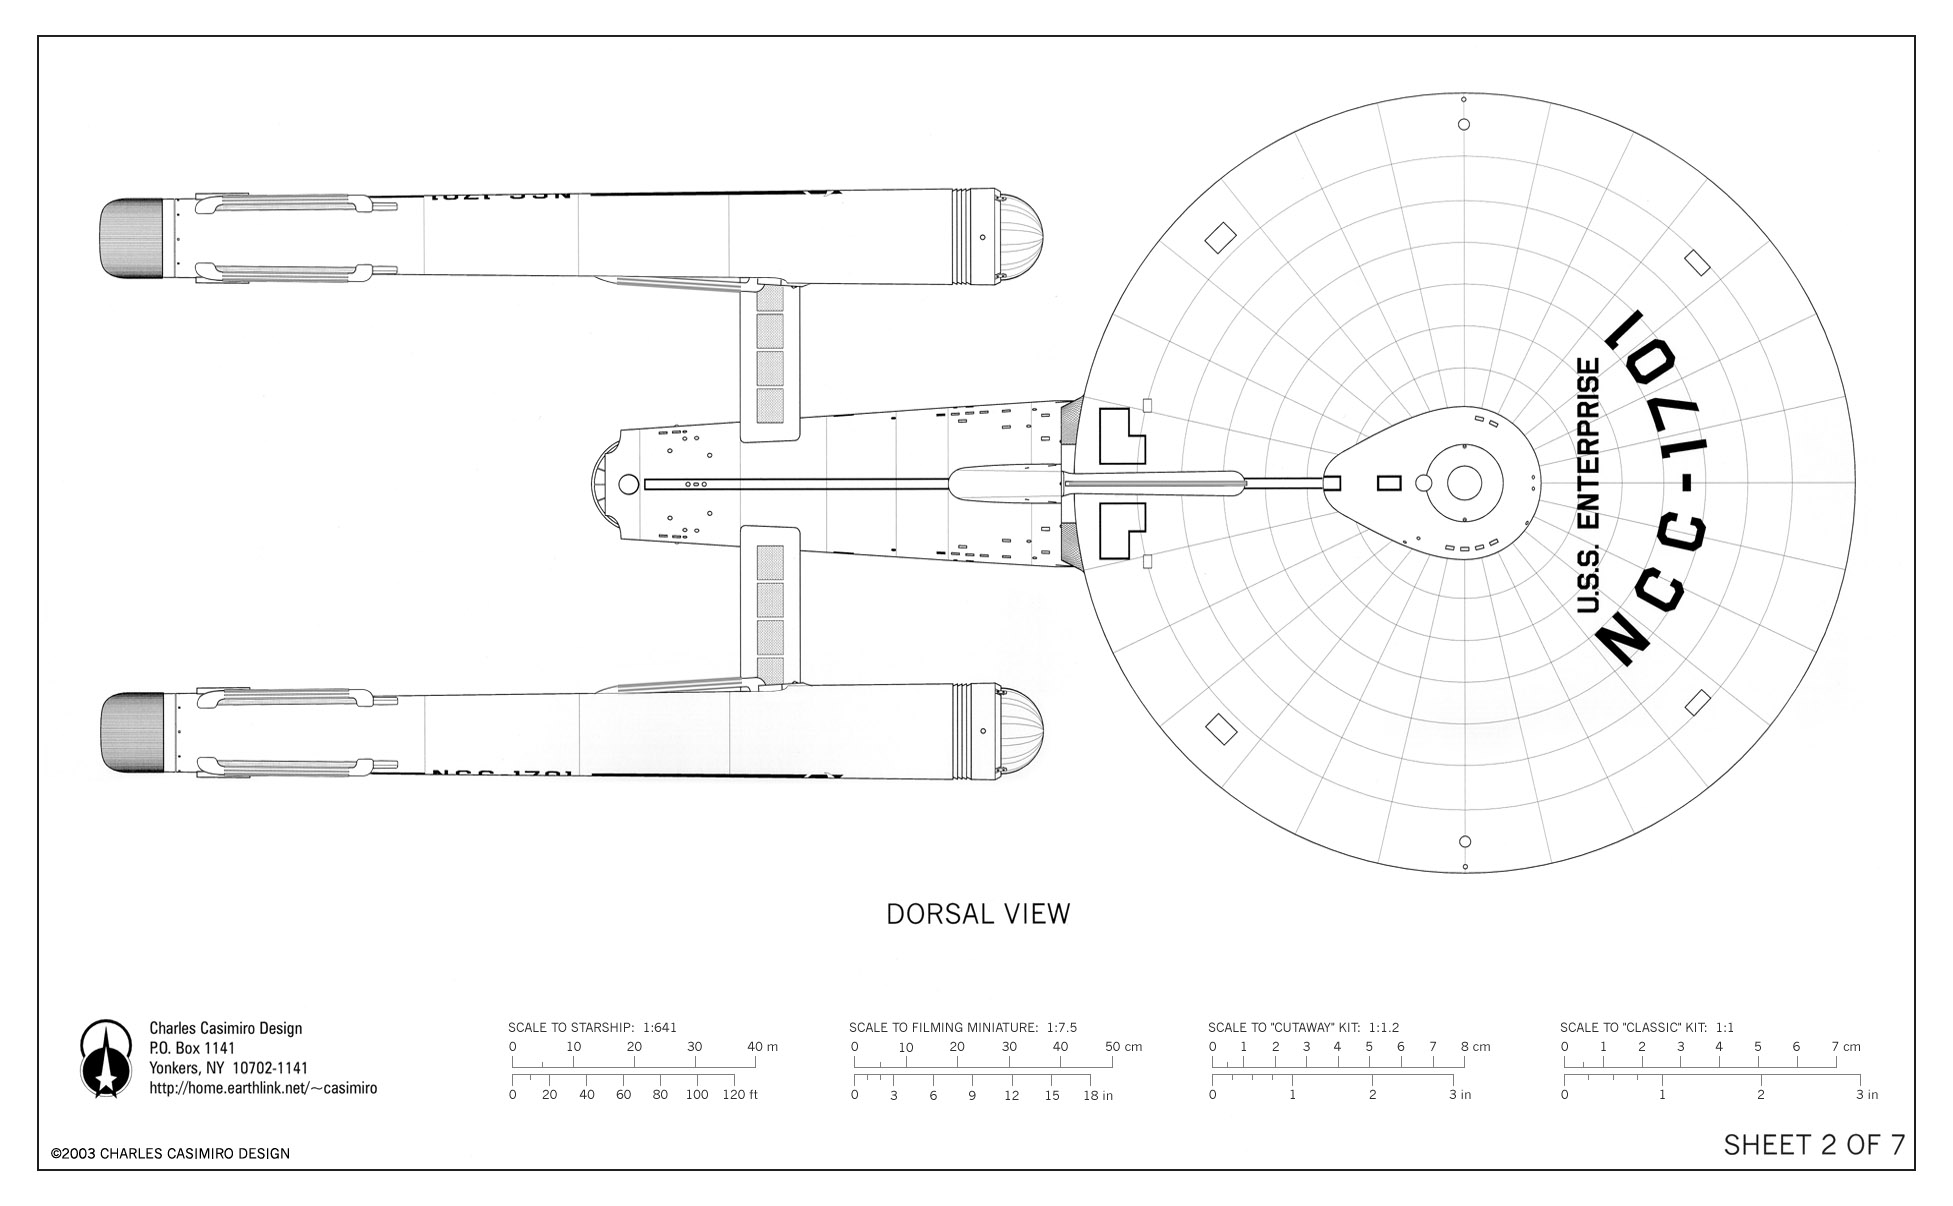 NCC-1701
U.S.S. ENTERPRISE
NCC-1701
NCC-1701
DORSAL VIEW
Charles Casimiro Design
P.O. Box 1141
Yonkers, NY 10702-1141
http://home.earthlink.net/~casimiro
SCALE TO STARSHIP: 1:641
0 10 20 30 40 m
0 20 40 60 80 100 120 ft
SCALE TO FILMING MINIATURE: 1:7.5
0 10 20 30 40 50 cm
0 3 6 9 12 15 18 in
SCALE TO "CUTAWAY" KIT: 1:1.2
0 1 2 3 4 5 6 7 8 cm
0 1 2 3 in
SCALE TO "CLASSIC" KIT: 1:1
0 1 2 3 4 5 6 7 cm
0 1 2 3 in
©2003 CHARLES CASIMIRO DESIGN
SHEET 2 OF 7